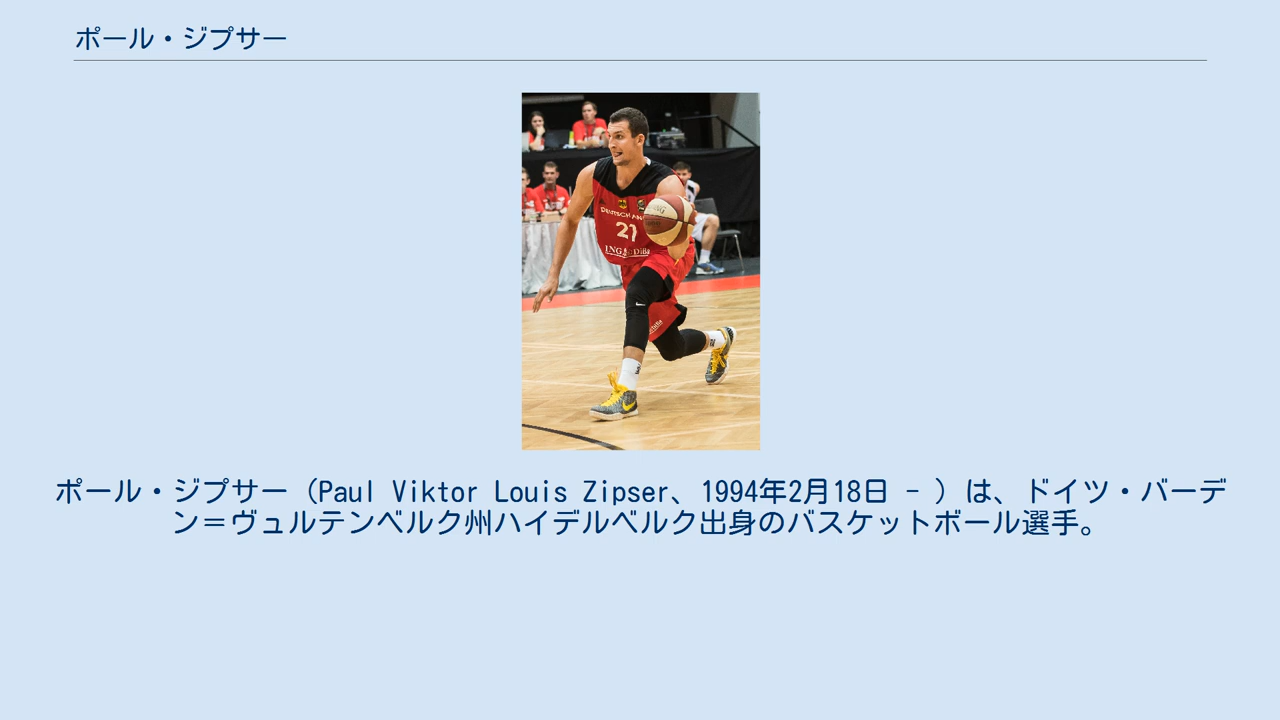 ポール・ジプサー
DEUTSCHLAND
21
ING DiBa
ポール・ジプサー（Paul Viktor Louis Zipser、1994年2月18日 - ）は、ドイツ・バーデ
ン＝ヴュルテンベルク州ハイデルベルク出身のバスケットボール選手。